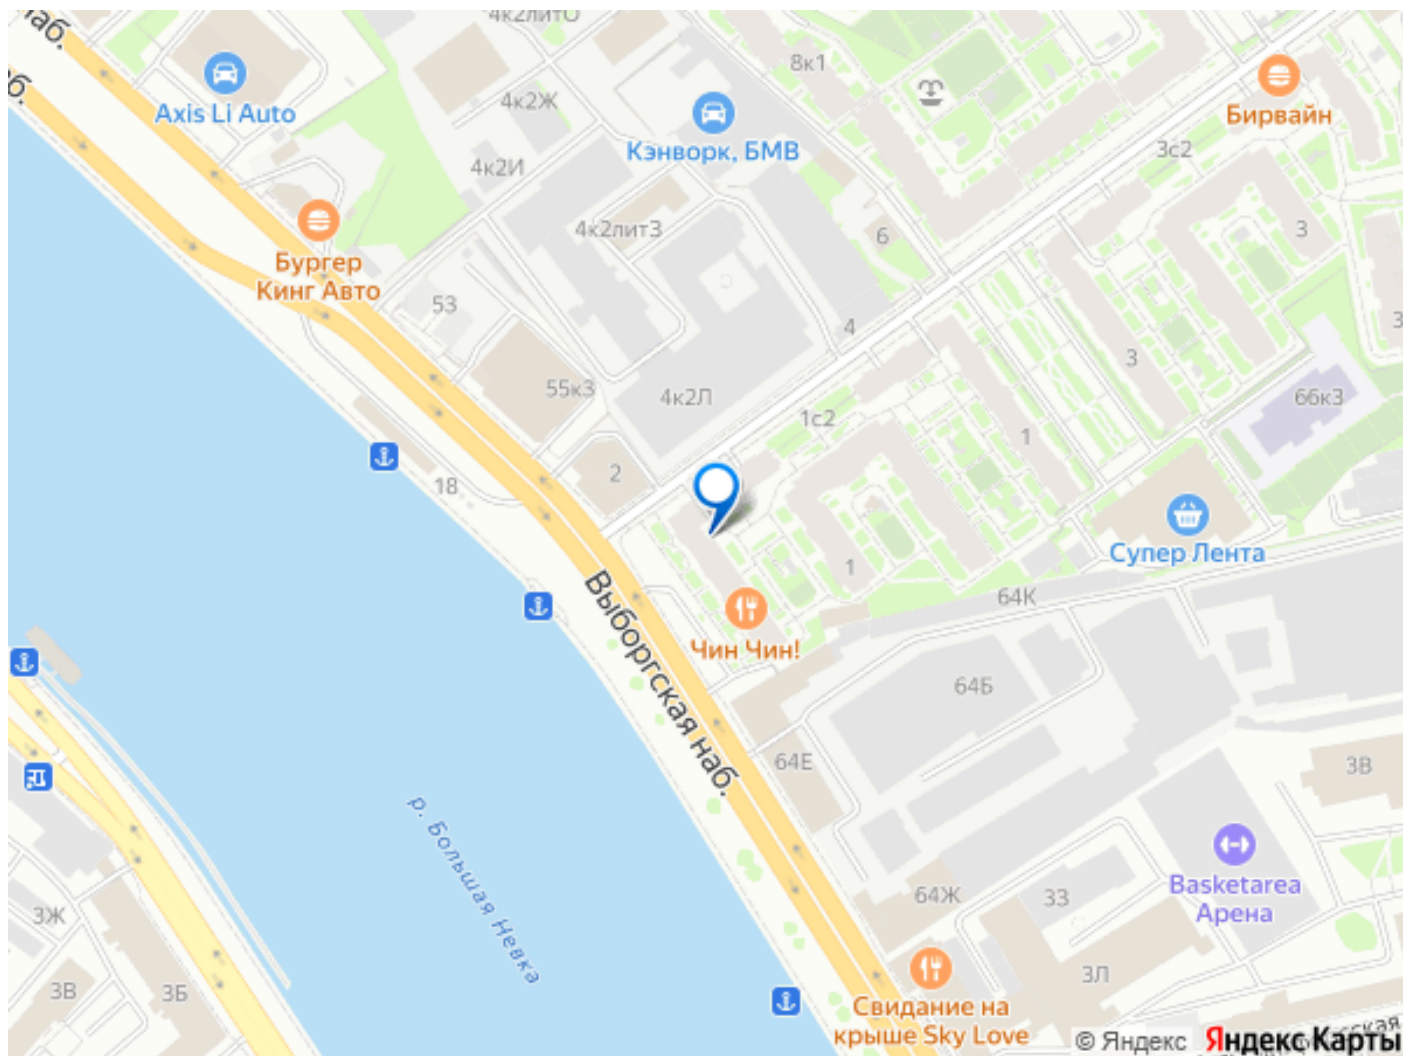 наб.
4к2литО
8к1
Axis Li Auto
4к2Ж
Кэнворк, БМВ
Бирвайн
3с2
4к2И
4к2литЗ
6
3
Бургер
Кинг Авто
53
4
3
3
55к3
4к2Л
1с2
66к3
1
2
18
Супер Лента
1
64К
Выборгская наб.
Чин Чин!
64Б
64Е
3В
р. Большая Невка
Basketarea
Арена
64Ж
33
3Ж
3Л
3В
3Б
Свидание на
крыше Sky Love
© Яндекс
Яндекс Карты